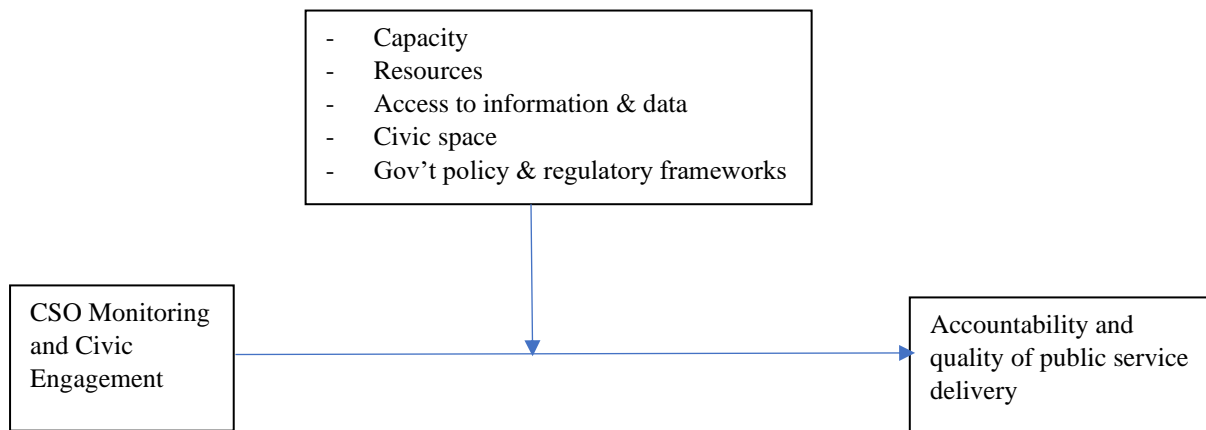 - Capacity
- Resources
- Access to information & data
- Civic space
- Gov’t policy & regulatory frameworks
CSO Monitoring
and Civic
Engagement
Accountability and
quality of public service
delivery